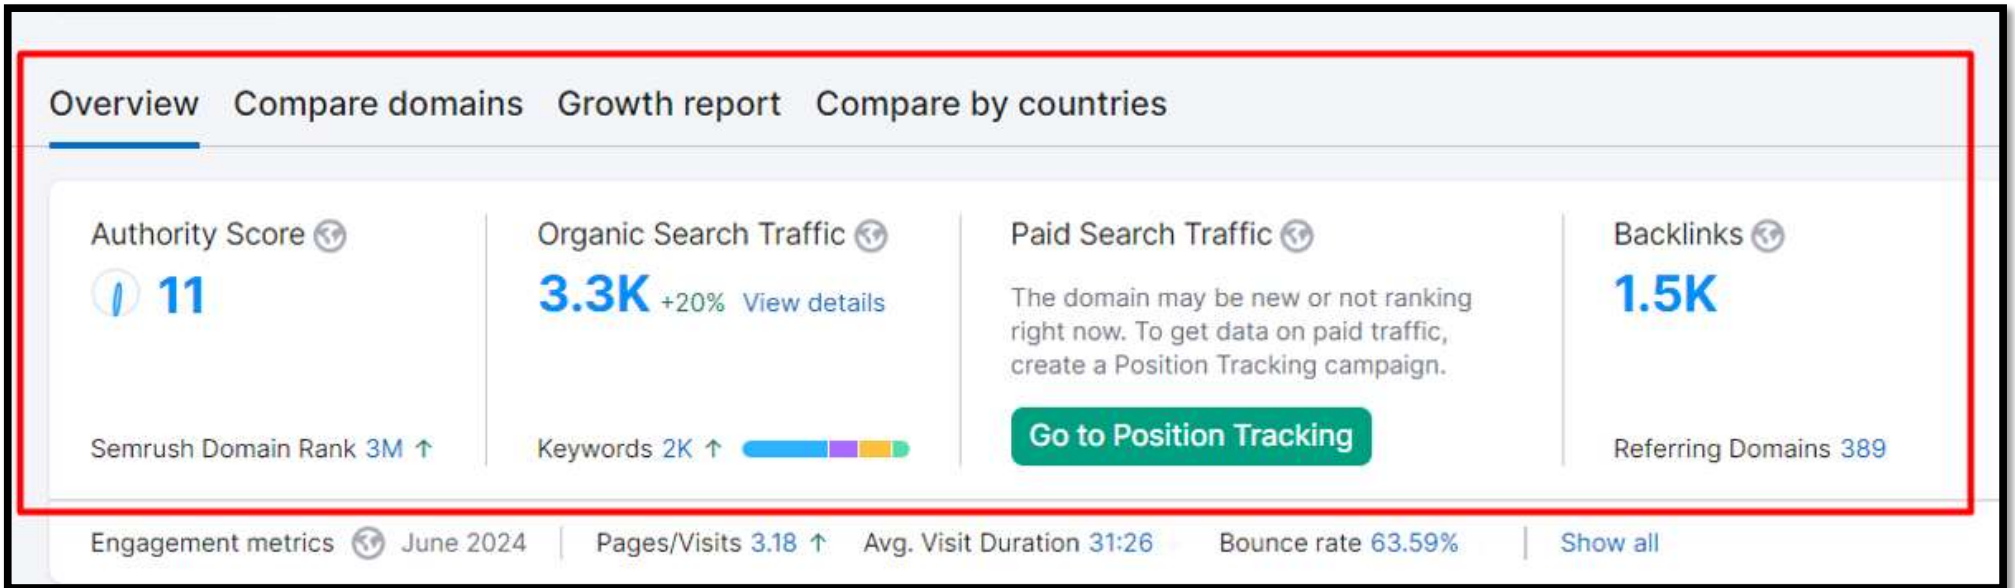 Overview Compare domains Growth report Compare by countries
Authority Score
11
Semrush Domain Rank 3M ↑
Organic Search Traffic
3.3K +20% View details
Keywords 2K ↑
Paid Search Traffic
The domain may be new or not ranking
right now. To get data on paid traffic,
create a Position Tracking campaign.
Go to Position Tracking
Backlinks
1.5K
Referring Domains 389
Engagement metrics June 2024 Pages/Visits 3.18 ↑ Avg. Visit Duration 31:26 Bounce rate 63.59% Show all